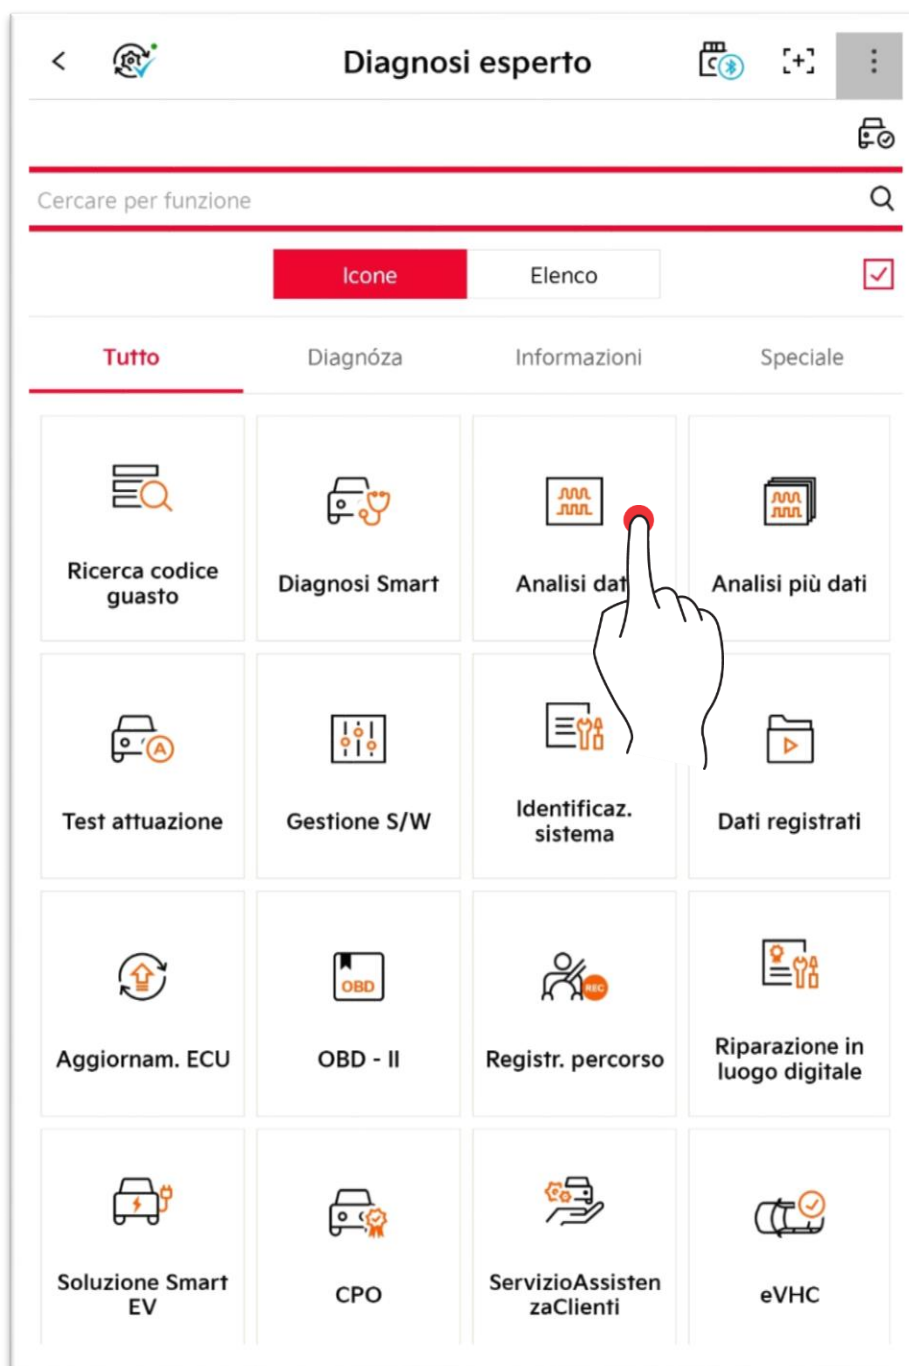 Diagnosi esperto
Cercare per funzione
Icone
Elenco
Tutto
Diagnóza
Informazioni
Speciale
Ricerca codice
guasto
Diagnosi Smart
Analisi dat
Analisi più dati
Test attuazione
Gestione S/W
Identificaz.
sistema
Dati registrati
OBD
REC
Aggiornam. ECU
OBD - II
Registr. percorso
Riparazione in
luogo digitale
Soluzione Smart
EV
CPO
ServizioAssisten
zaClienti
eVHC